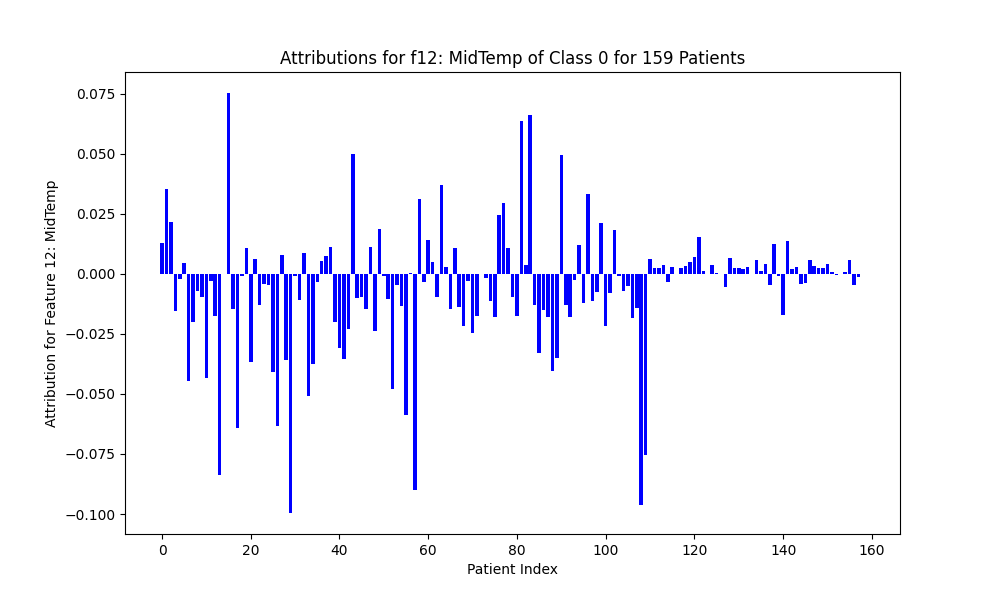 Attributions for f12: MidTemp of Class 0 for 159 Patients
Attribution for Feature 12: MidTemp
0.075
0.050
0.025
0.000
−0.025
−0.050
−0.075
−0.100
0 20 40 60 80 100 120 140 160
Patient Index